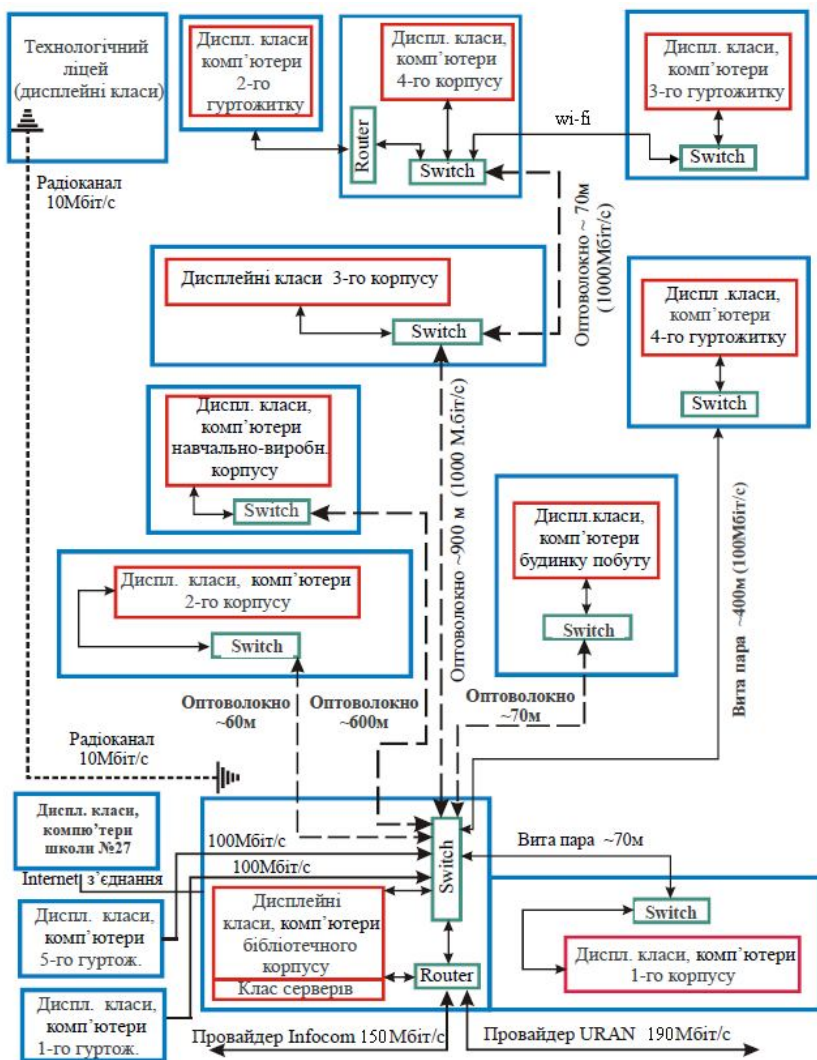 Технологічний
ліцей
(дисплейні класи)
Диспл. класи
комп’ютери
2-го
гуртожитку
Диспл. класи,
комп’ютери
4-го корпусу
Router
Switch
wi-fi
Диспл. класи,
комп’ютери
3-го гуртожитку
Switch
Радіоканал
10Мбіт/с
Оптоволокно ~ 70м
(1000Мбіт/с)
Дисплейні класи 3-го корпусу
Switch
Диспл .класи,
комп’ютери
4-го гуртожитку
Switch
Диспл. класи,
комп’ютери
навчально-виробн.
корпусу
Switch
Оптоволокно ~900 м (1000 М.біт/с)
Диспл.класи,
комп’ютери
будинку побуту
Switch
Вита пара ~400м (100Мбіт/с)
Диспл. класи, комп’ютери
2-го корпусу
Switch
Оптоволокно
~60м
Оптоволокно
~600м
Оптоволокно
~70м
Радіоканал
10Мбіт/с
Диспл. класи,
компю’тери
школи №27
100Мбіт/с
100Мбіт/с
Internet з’єднання
Switch
Вита пара ~70м
Диспл. класи,
комп’ютери
5-го гуртож.
Дисплейні
класи, комп’ютери
бібліотечного
корпусу
Клас серверів
Router
Switch
Диспл. класи, комп’ютери
1-го корпусу
Диспл. класи,
комп’ютери
1-го гуртож.
Провайдер Infocom 150Мбіт/с
Провайдер URAN 190Мбіт/с